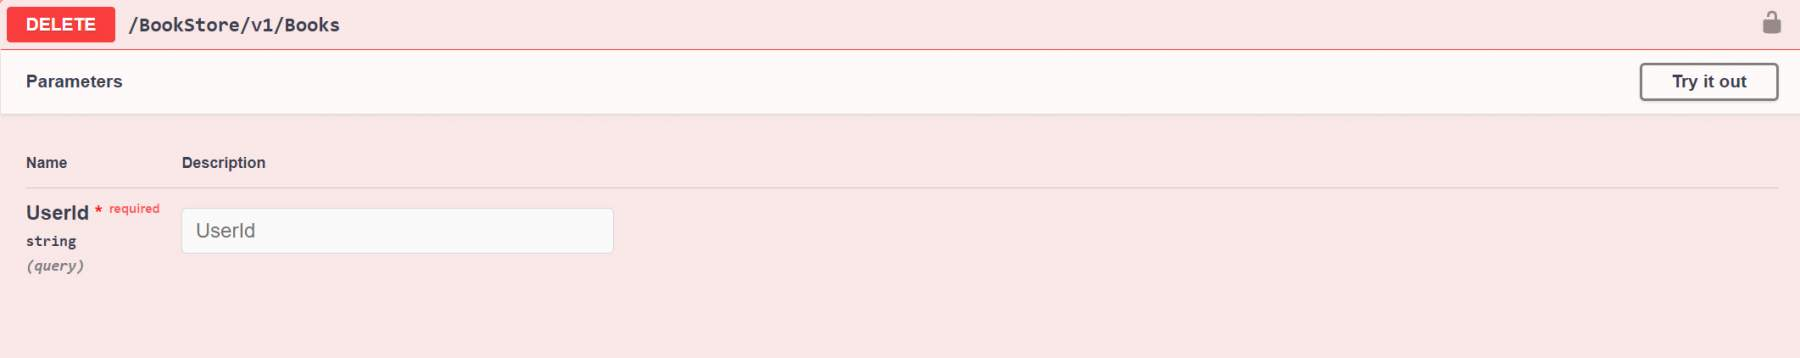 DELETE /BookStore/v1/Books
Parameters
Try it out
Name Description
UserId * required
UserId
string
(query)